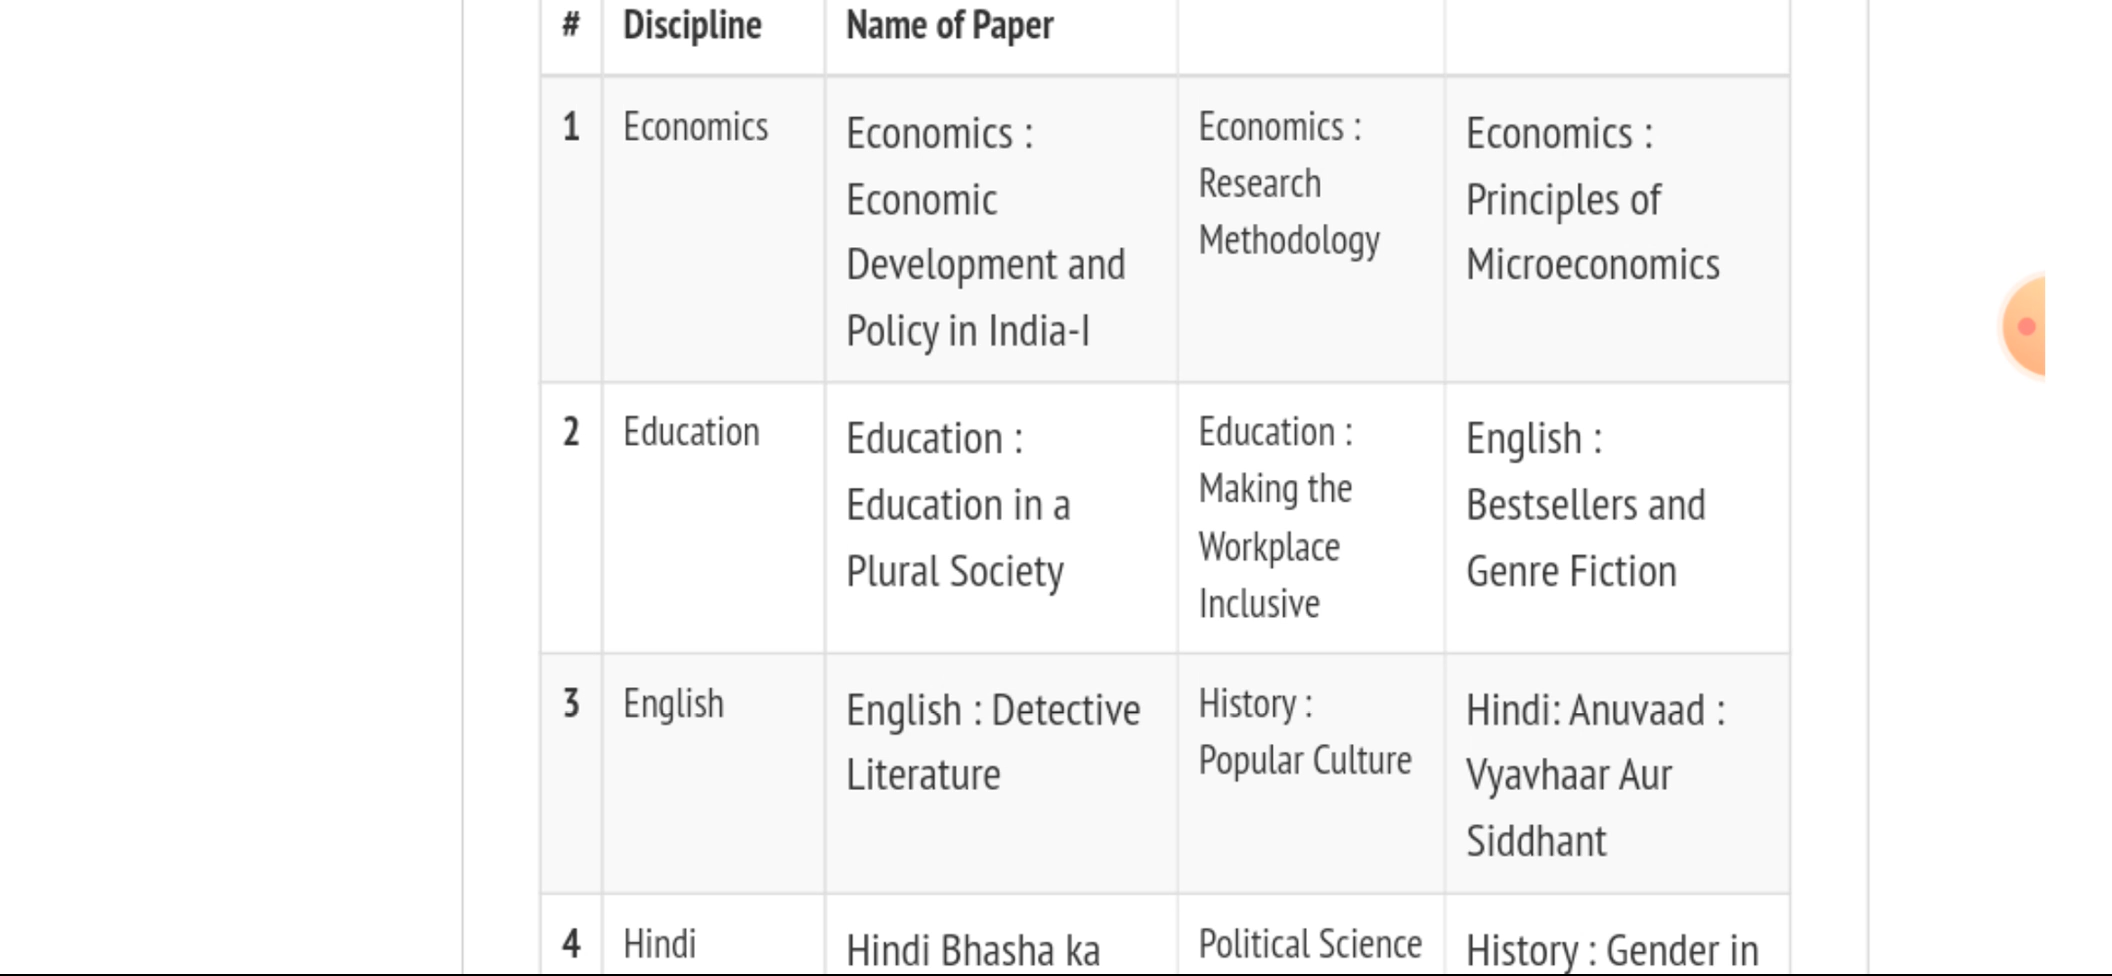 # Discipline Name of Paper
1 Economics
Economics :
Economic
Development and
Policy in India-I
Economics :
Research
Methodology
Economics :
Principles of
Microeconomics
2 Education
Education :
Education in a
Plural Society
Education :
Making the
Workplace
Inclusive
English :
Bestsellers and
Genre Fiction
3 English
English : Detective
Literature
History :
Popular Culture
Hindi: Anuvaad :
Vyavhaar Aur
Siddhant
4 Hindi
Hindi Bhasha ka
Political Science
History : Gender in